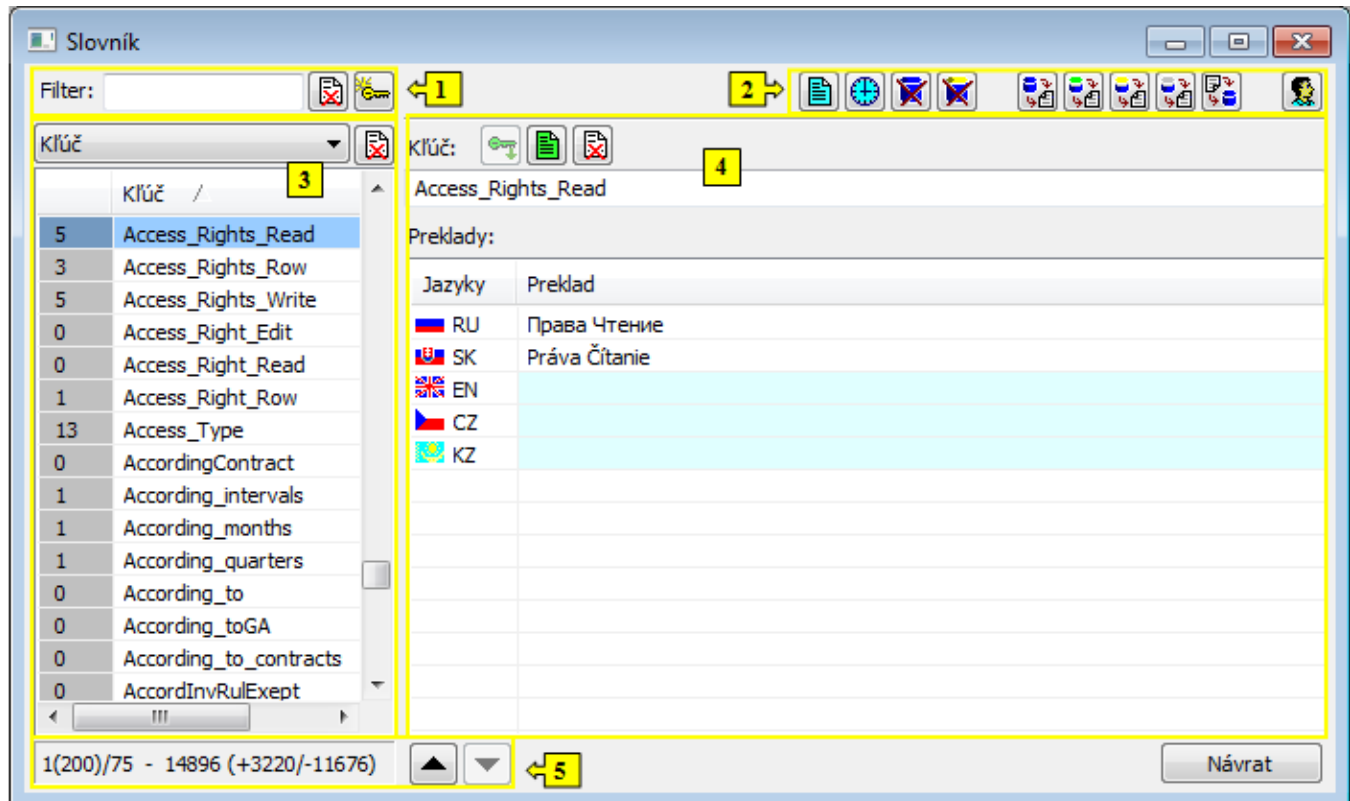 Slovník
Filter:
1
2
Kľúč
3
Kľúč:
4
Kľúč
Access_Rights_Read
5 Access_Rights_Read
3 Access_Rights_Row
5 Access_Rights_Write
0 Access_Right_Edit
0 Access_Right_Read
1 Access_Right_Row
13 Access_Type
0 AccordingContract
1 According_intervals
1 According_months
1 According_quarters
0 According_to
0 According_toGA
0 According_to_contracts
0 AccordInvRulExept
Preklady:
Jazyky Preklad
RU Права Чтение
SK Práva Čítanie
EN
CZ
KZ
1(200)/75 - 14896 (+3220/-11676)
5
Návrat